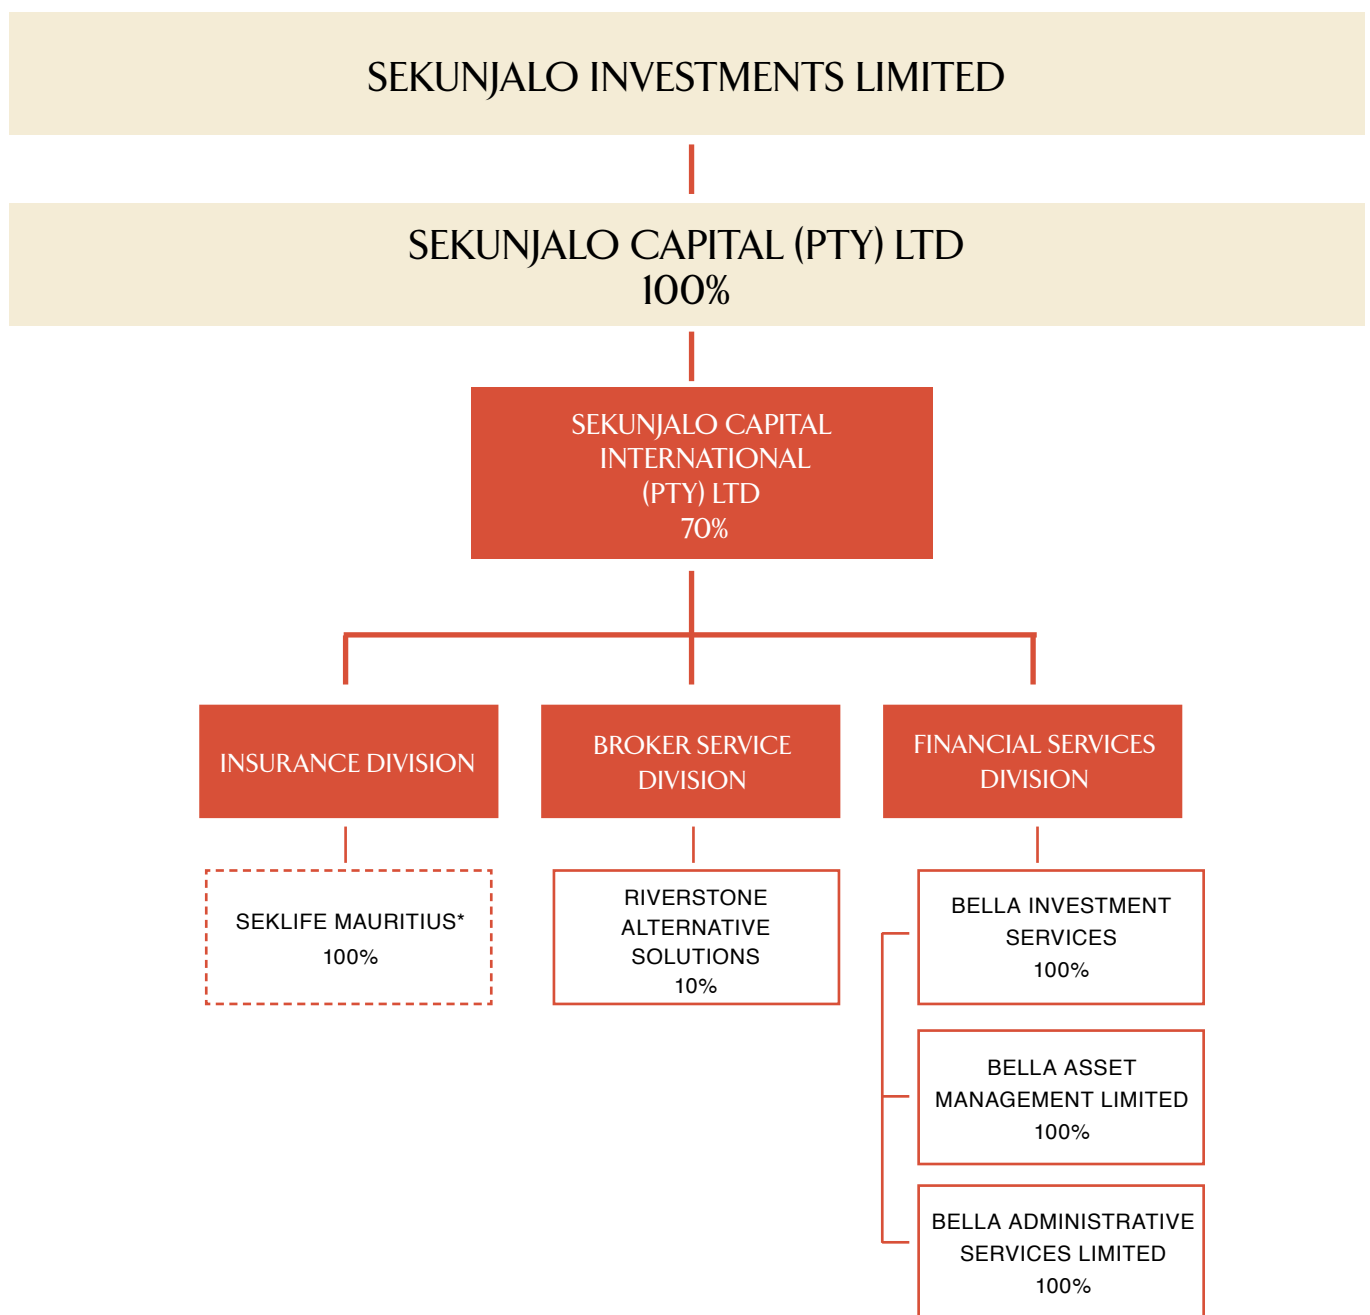 SEKUNJALO INVESTMENTS LIMITED
SEKUNJALO CAPITAL (PTY) LTD
100%
SEKUNJALO CAPITAL
INTERNATIONAL
(PTY) LTD
70%
INSURANCE DIVISION
BROKER SERVICE
DIVISION
FINANCIAL SERVICES
DIVISION
SEKLIFE MAURITIUS*
100%
RIVERSTONE
ALTERNATIVE
SOLUTIONS
10%
BELLA INVESTMENT
SERVICES
100%
BELLA ASSET
MANAGEMENT LIMITED
100%
BELLA ADMINISTRATIVE
SERVICES LIMITED
100%